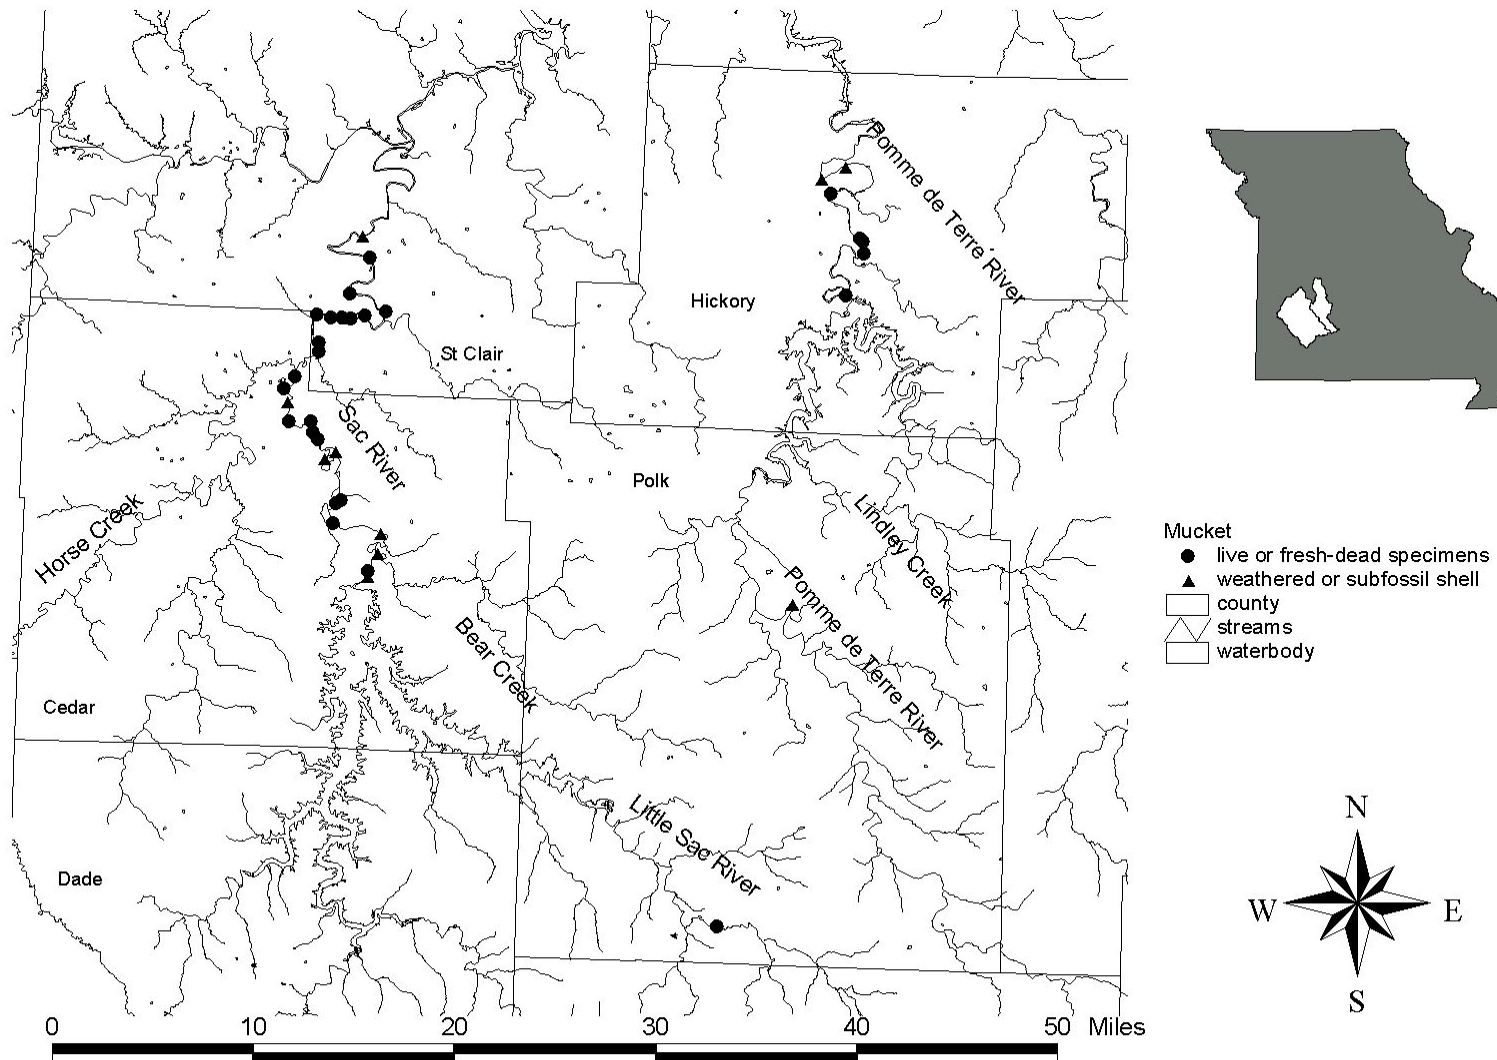 Pomme de Terre River
Hickory
St Clair
Sac River
Polk
Horse Creek
Lindley Creek
Pomme de Terre River
Bear Creek
Cedar
Little Sac River
Dade
Mucket
live or fresh-dead specimens
weathered or subfossil shell
county
streams
waterbody
N
W E
S
0 10 20 30 40 50 Miles